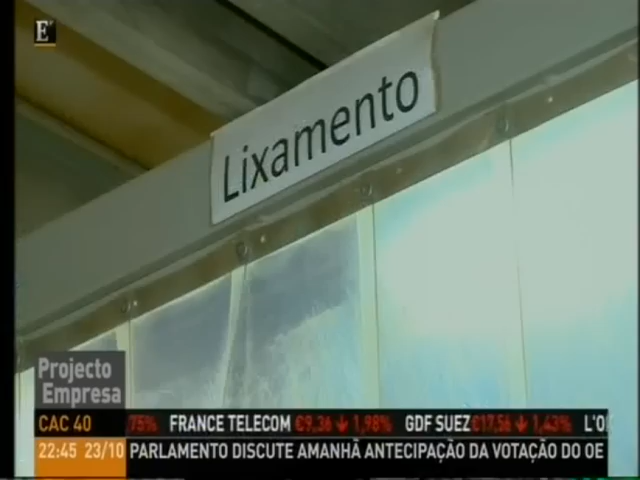 E
Lixamento
Projecto
Empresa
CAC 40 75% FRANCE TELECOM €9,36 1,98% GDF SUEZ €17,56 1,43% L'O
22:45 23/10 PARLAMENTO DISCUTE AMANHÃ ANTECIPAÇÃO DA VOTAÇÃO DO OE